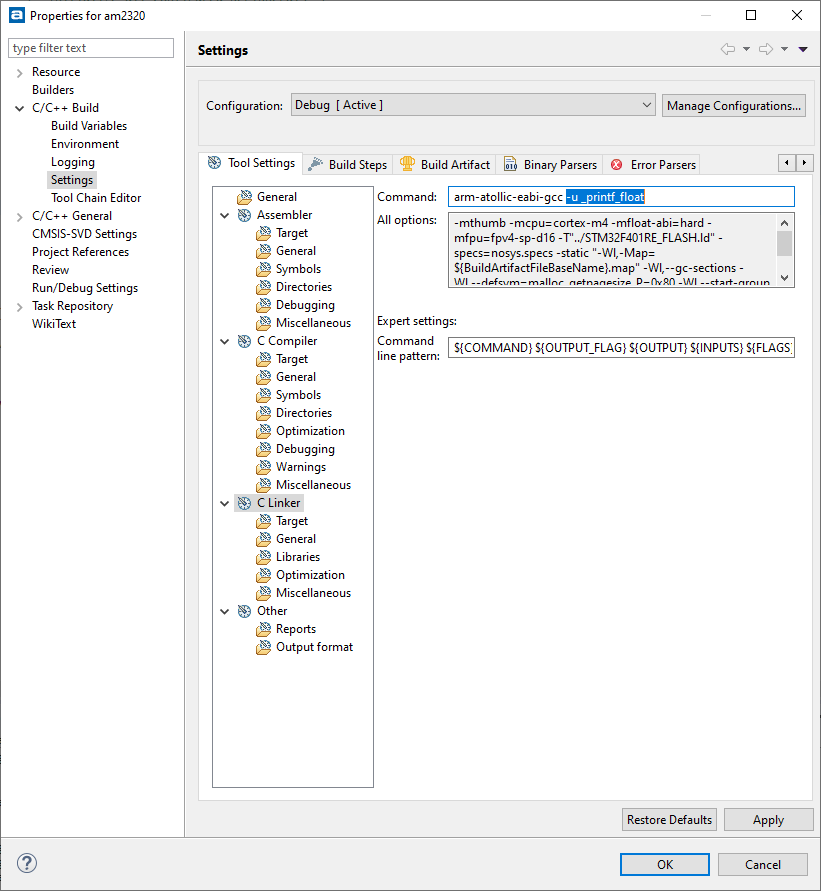 Properties for am2320
type filter text
Resource
Builders
C/C++ Build
Build Variables
Environment
Logging
Settings
Tool Chain Editor
C/C++ General
CMSIS-SVD Settings
Project References
Review
Run/Debug Settings
Task Repository
WikiText
Settings
Configuration: Debug [ Active ] Manage Configurations...
Tool Settings Build Steps Build Artifact Binary Parsers Error Parsers
General
Assembler
Target
General
Symbols
Directories
Debugging
Miscellaneous
C Compiler
Target
General
Symbols
Directories
Optimization
Debugging
Warnings
Miscellaneous
C Linker
Target
General
Libraries
Optimization
Miscellaneous
Other
Reports
Output format
Command: arm-atollic-eabi-gcc -u _printf_float
All options:
-mthumb -mcpu=cortex-m4 -mfloat-abi=hard -
mfpu=fpv4-sp-d16 -T"../STM32F401RE_FLASH.ld" -
specs=nosys.specs -static "-Wl,-Map=
${BuildArtifactFileBaseName}.map" -Wl,--gc-sections -
Wl,--defsym=malloc_getpagesize_P=0x80 -Wl,--start-group
Expert settings:
Command
line pattern: ${COMMAND} ${OUTPUT_FLAG} ${OUTPUT} ${INPUTS} ${FLAGS}
Restore Defaults Apply
? OK Cancel